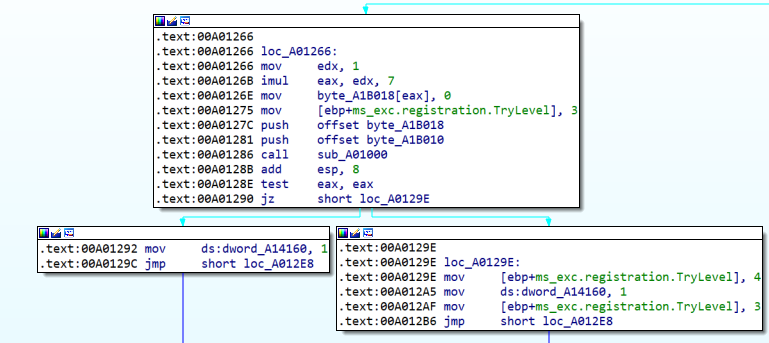 .text:00A01266
.text:00A01266 loc_A01266:
.text:00A01266 mov     edx, 1
.text:00A0126B imul    eax, edx, 7
.text:00A0126E mov     byte_A1B018[eax], 0
.text:00A01275 mov     [ebp+ms_exc.registration.TryLevel], 3
.text:00A0127C push    offset byte_A1B018
.text:00A01281 push    offset byte_A1B010
.text:00A01286 call    sub_A01000
.text:00A0128B add     esp, 8
.text:00A0128E test    eax, eax
.text:00A01290 jz      short loc_A0129E
.text:00A01292 mov     ds:dword_A14160, 1
.text:00A0129C jmp     short loc_A012E8
.text:00A0129E
.text:00A0129E loc_A0129E:
.text:00A0129E mov     [ebp+ms_exc.registration.TryLevel], 4
.text:00A012A5 mov     ds:dword_A14160, 1
.text:00A012AF mov     [ebp+ms_exc.registration.TryLevel], 3
.text:00A012B6 jmp     short loc_A012E8